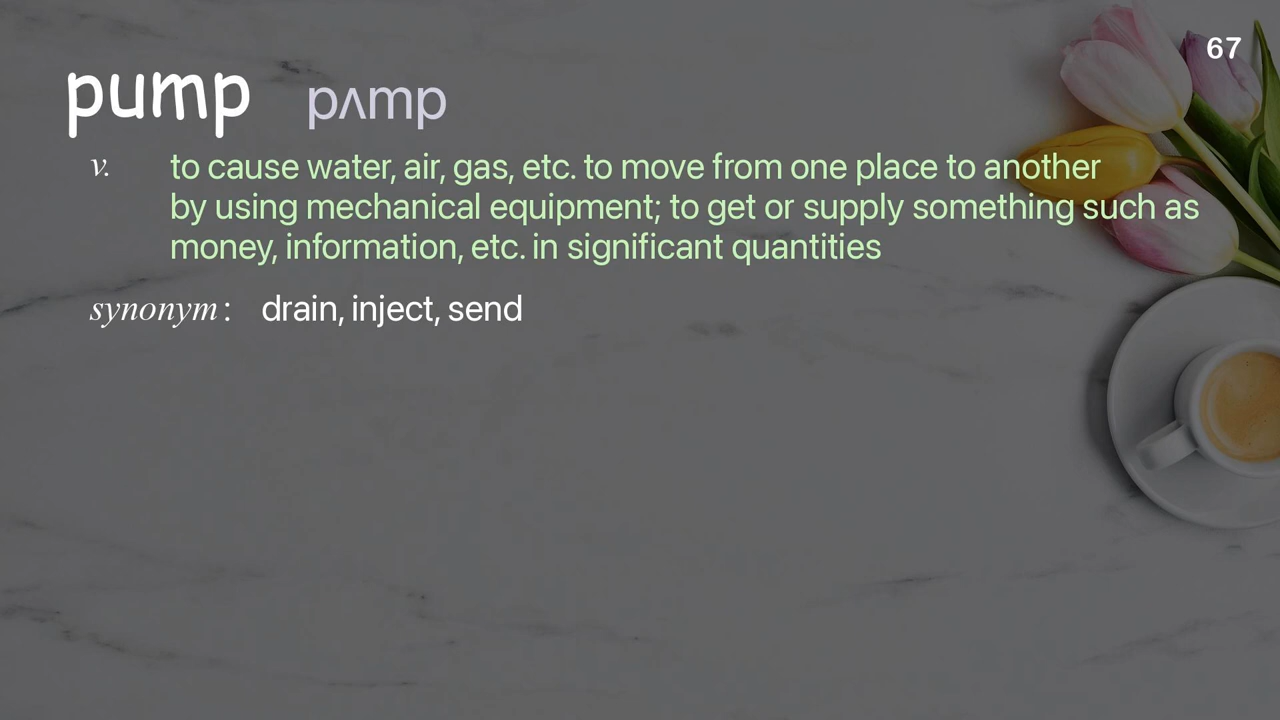 67
pump pʌmp
v. to cause water, air, gas, etc. to move from one place to another
by using mechanical equipment; to get or supply something such as
money, information, etc. in significant quantities
synonym : drain, inject, send